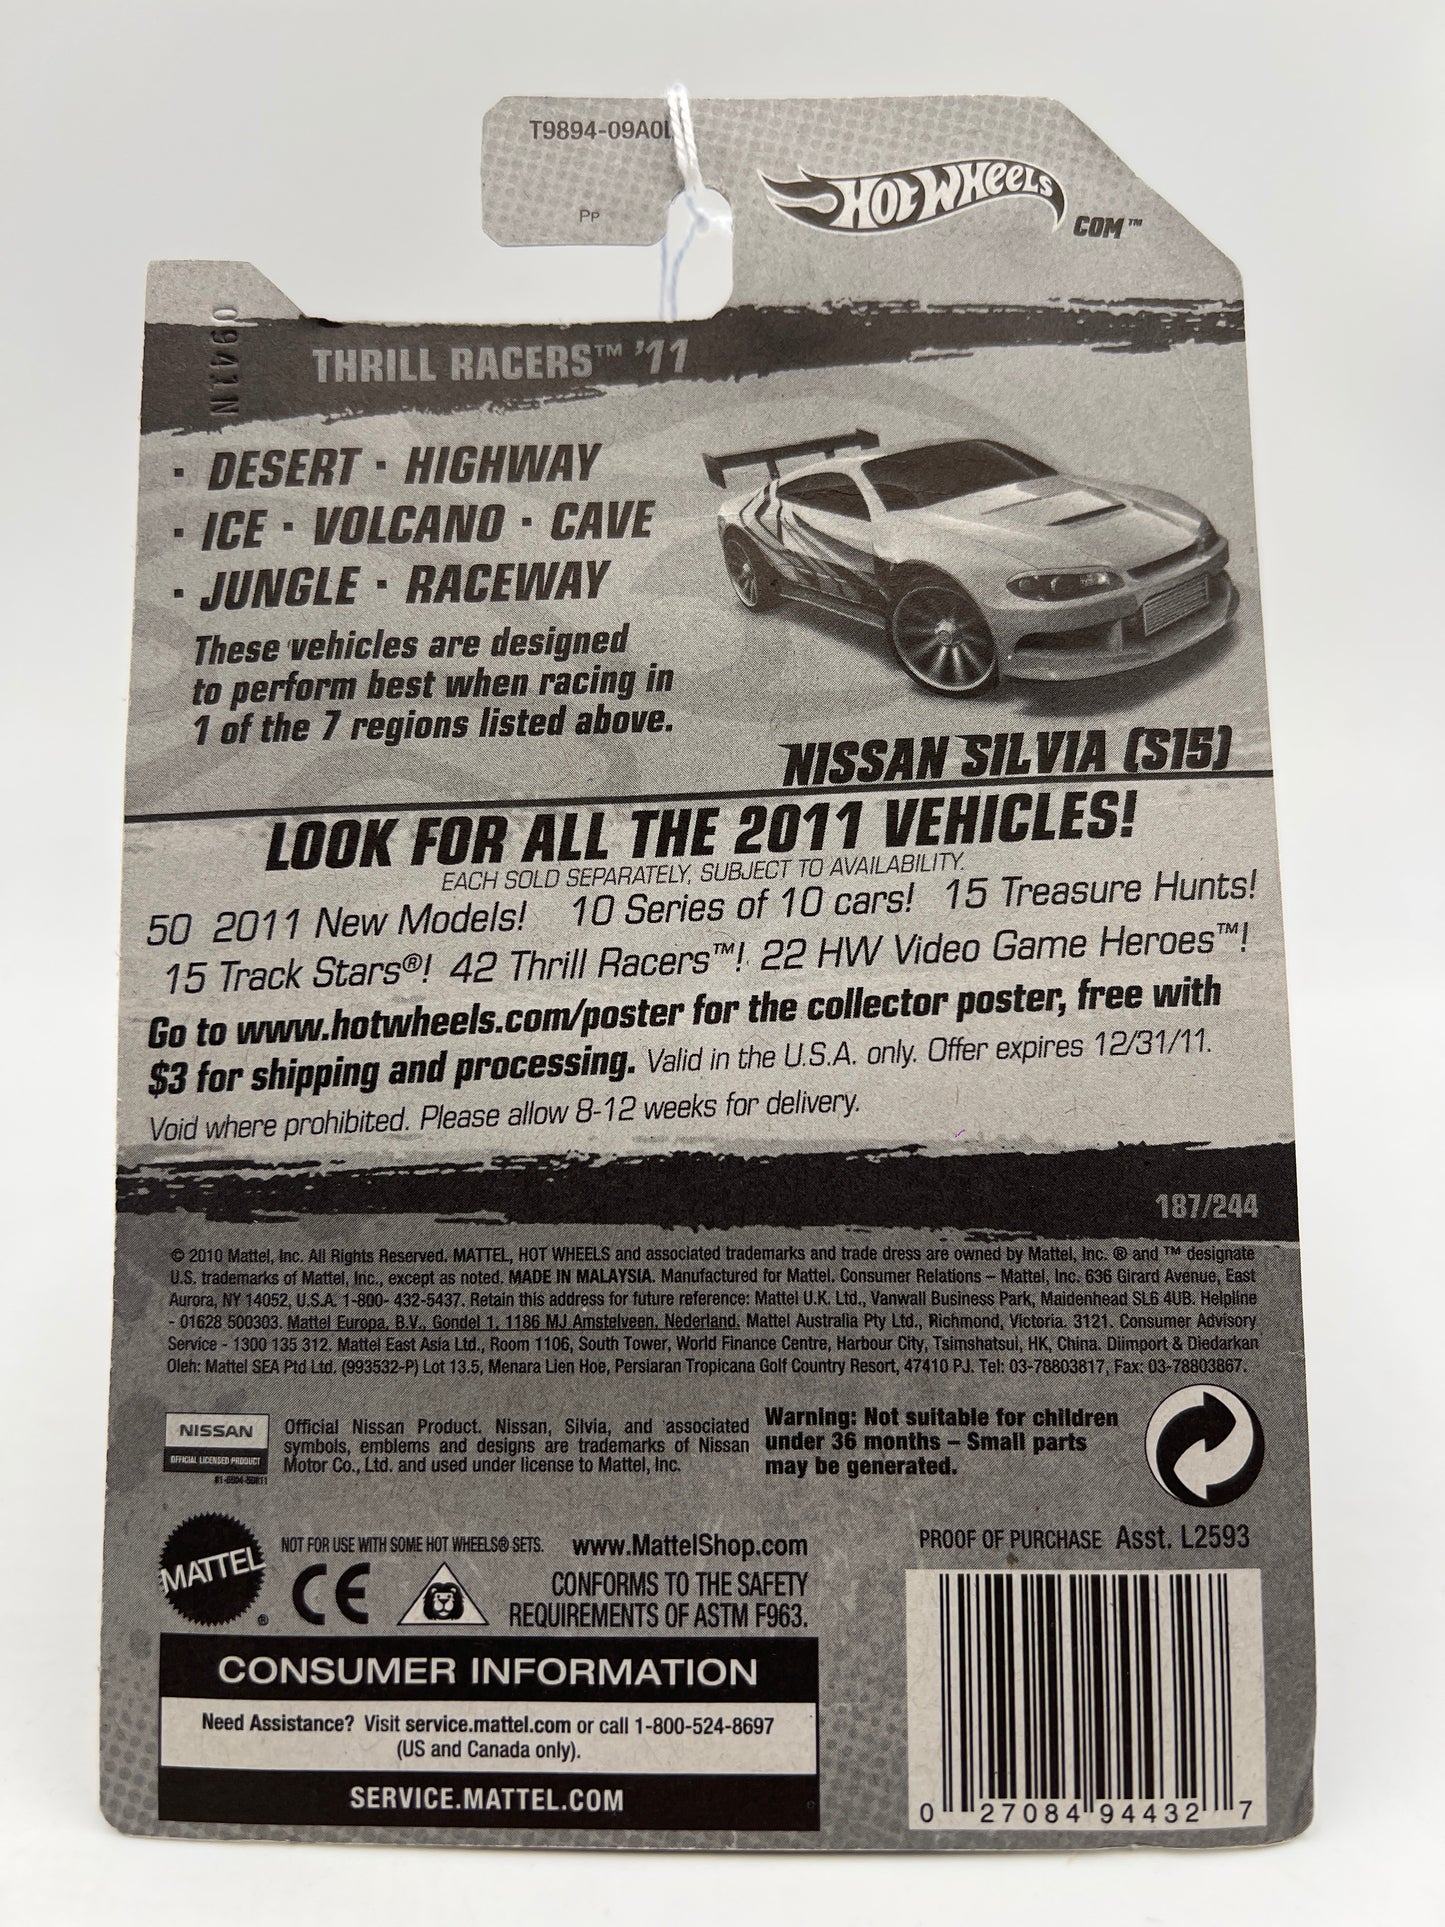 T9894-09A0
Pp
HOT WHEELS
COM™
0941N
THRILL RACERS™ '11
· DESERT · HIGHWAY
· ICE · VOLCANO · CAVE
· JUNGLE · RACEWAY
These vehicles are designed
to perform best when racing in
1 of the 7 regions listed above.
NISSAN SILVIA (S15)
LOOK FOR ALL THE 2011 VEHICLES!
EACH SOLD SEPARATELY, SUBJECT TO AVAILABILITY.
50 2011 New Models! 10 Series of 10 cars! 15 Treasure Hunts!
15 Track Stars®! 42 Thrill Racers™! 22 HW Video Game Heroes™!
Go to www.hotwheels.com/poster for the collector poster, free with
$3 for shipping and processing. Valid in the U.S.A. only. Offer expires 12/31/11.
Void where prohibited. Please allow 8-12 weeks for delivery.
187/244
© 2010 Mattel, Inc. All Rights Reserved. MATTEL, HOT WHEELS and associated trademarks and trade dress are owned by Mattel, Inc. ® and ™ designate
U.S. trademarks of Mattel, Inc., except as noted. MADE IN MALAYSIA. Manufactured for Mattel. Consumer Relations – Mattel, Inc. 636 Girard Avenue, East
Aurora, NY 14052, U.S.A. 1-800- 432-5437. Retain this address for future reference: Mattel U.K. Ltd., Vanwall Business Park, Maidenhead SL6 4UB. Helpline
- 01628 500303. Mattel Europa, B.V., Gondel 1, 1186 MJ Amstelveen, Nederland. Mattel Australia Pty Ltd., Richmond, Victoria. 3121. Consumer Advisory
Service - 1300 135 312. Mattel East Asia Ltd., Room 1106, South Tower, World Finance Centre, Harbour City, Tsimshatsui, HK, China. Diimport & Diedarkan
Oleh: Mattel SEA Ptd Ltd. (993532-P) Lot 13.5, Menara Lien Hoe, Persiaran Tropicana Golf Country Resort, 47410 PJ. Tel: 03-78803817, Fax: 03-78803867.
NISSAN
OFFICIAL LICENSED PRODUCT
Official Nissan Product. Nissan, Silvia, and associated
symbols, emblems and designs are trademarks of Nissan
Motor Co., Ltd. and used under license to Mattel, Inc.
Warning: Not suitable for children
under 36 months – Small parts
may be generated.
MATTEL®
NOT FOR USE WITH SOME HOT WHEELS® SETS.
CE
www.MattelShop.com
CONFORMS TO THE SAFETY
REQUIREMENTS OF ASTM F963.
PROOF OF PURCHASE Asst. L2593
CONSUMER INFORMATION
Need Assistance? Visit service.mattel.com or call 1-800-524-8697
(US and Canada only).
SERVICE.MATTEL.COM
0 27084 94432 7